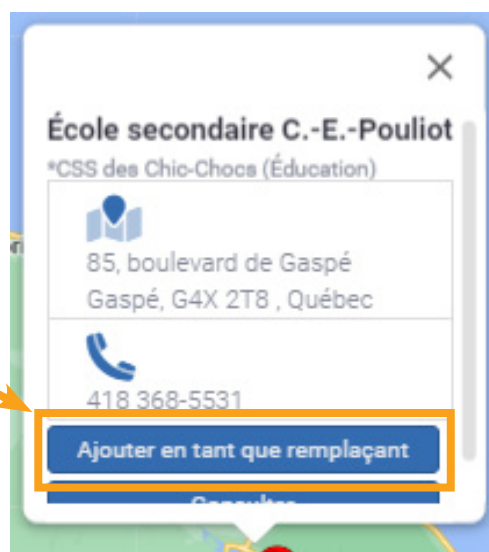 École secondaire C.-E.-Pouliot
*CSS des Chic-Chocs (Éducation)
85, boulevard de Gaspé
Gaspé, G4X 2T8 , Québec
418 368-5531
Ajouter en tant que remplaçant
Consulter